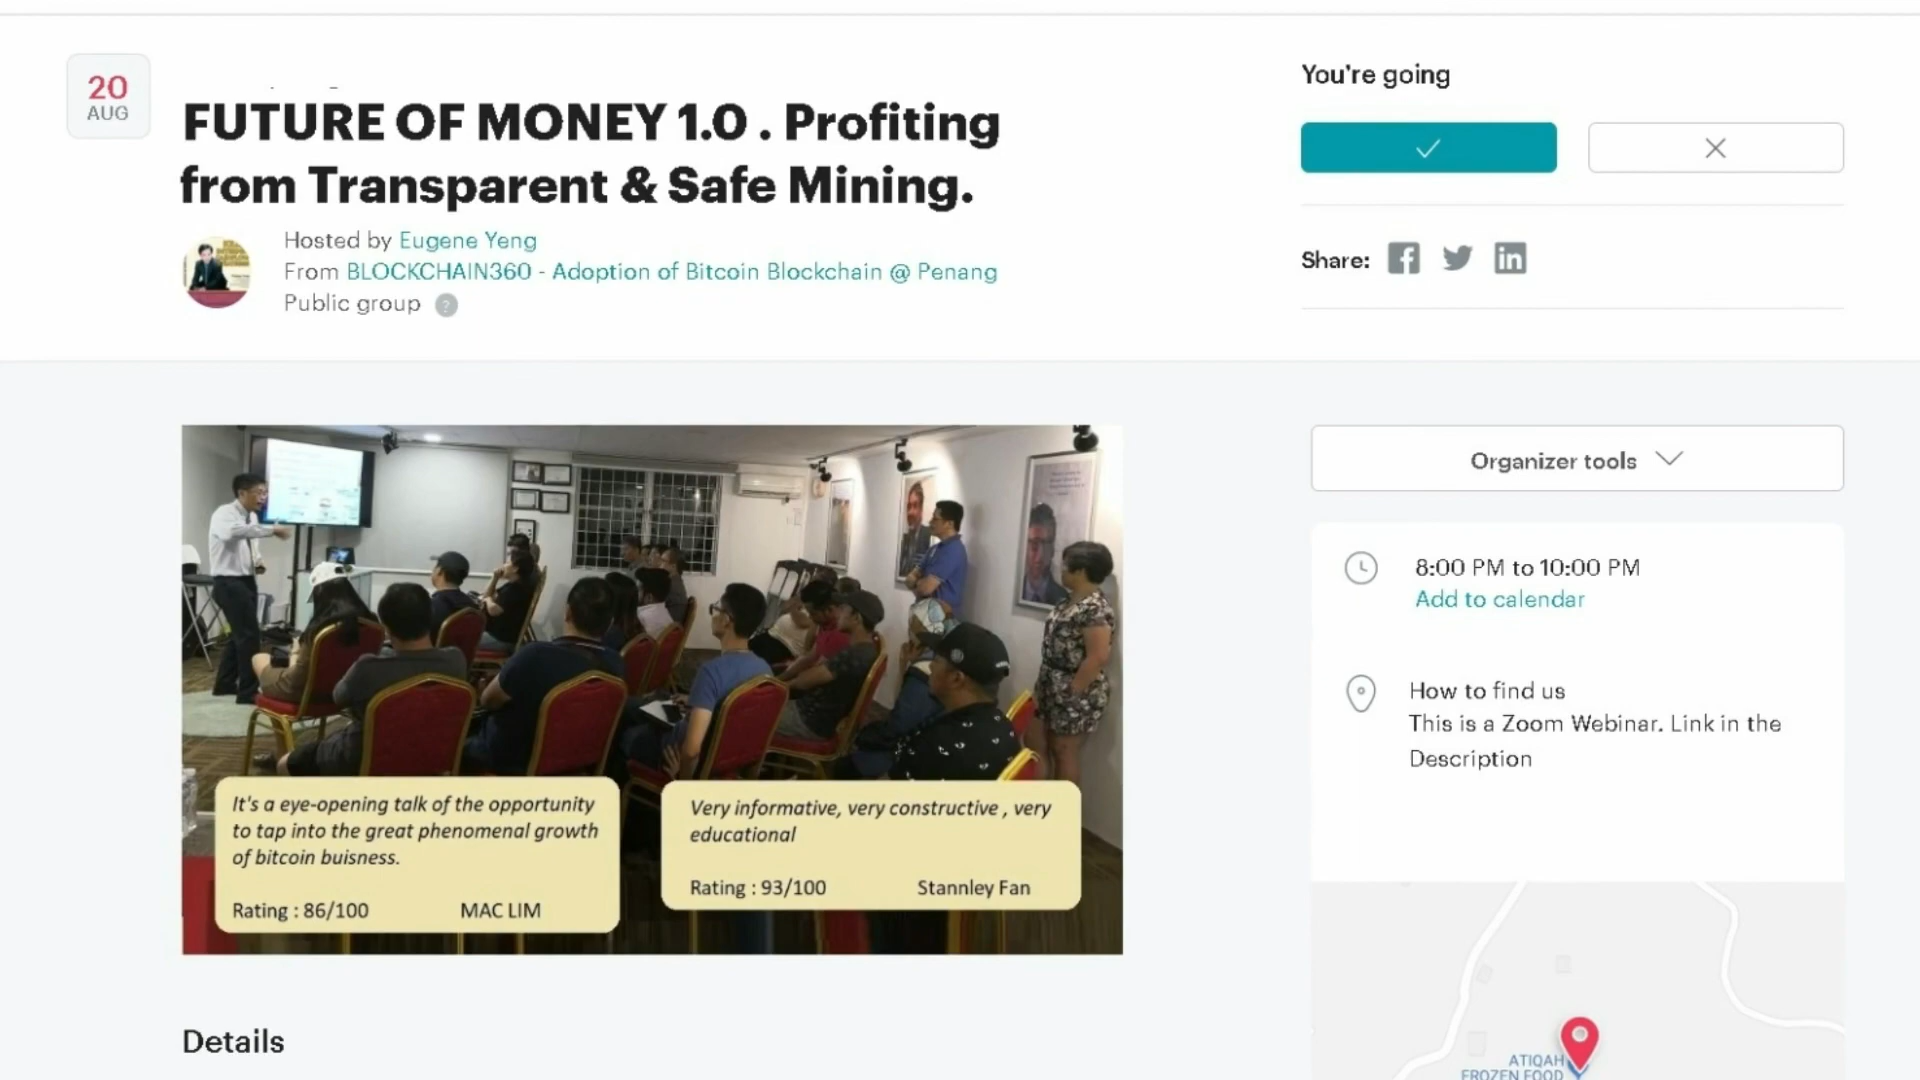 20
AUG
FUTURE OF MONEY 1.0 . Profiting
from Transparent & Safe Mining.
Hosted by Eugene Yeng
From BLOCKCHAIN360 - Adoption of Bitcoin Blockchain @ Penang
Public group ?
You're going
Share:
Organizer tools
8:00 PM to 10:00 PM
Add to calendar
How to find us
This is a Zoom Webinar. Link in the
Description
It's a eye-opening talk of the opportunity
to tap into the great phenomenal growth
of bitcoin buisness.
Rating : 86/100 MAC LIM
Very informative, very constructive , very
educational
Rating : 93/100 Stannley Fan
Details
ATIQAH
FROZEN FOOD